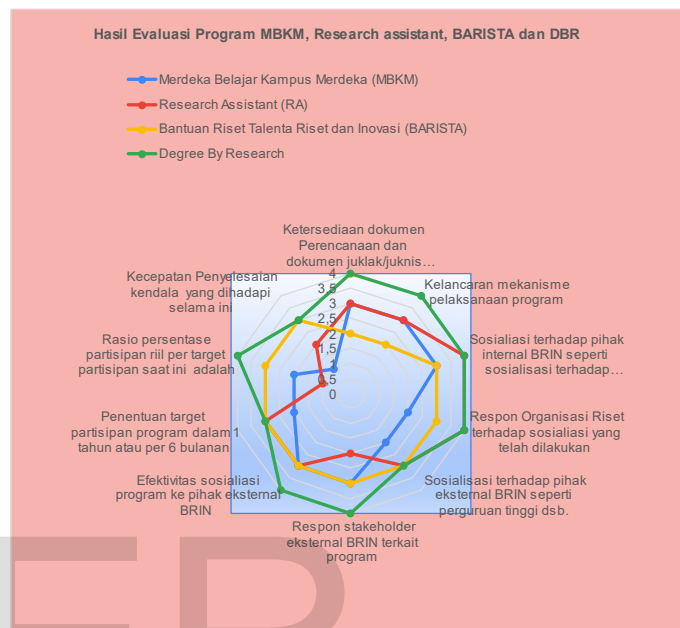 Hasil Evaluasi Program MBKM, Research assistant, BARISTA dan DBR
Merdeka Belajar Kampus Merdeka (MBKM)
Research Assistant (RA)
Bantuan Riset Talenta Riset dan Inovasi (BARISTA)
Degree By Research
Ketersediaan dokumen
Perencanaan dan
dokumen juklak/juknis…
Kelancaran mekanisme
pelaksanaan program
Sosialiasi terhadap pihak
internal BRIN seperti
sosialisasi terhadap…
Respon Organisasi Riset
terhadap sosialiasi yang
telah dilakukan
Sosialisasi terhadap pihak
eksternal BRIN seperti
perguruan tinggi dsb.
Respon stakeholder
eksternal BRIN terkait
program
Efektivitas sosialiasi
program ke pihak eksternal
BRIN
Penentuan target
partisipan program dalam 1
tahun atau per 6 bulanan
Rasio persentase
partisipan riil per target
partisipan saat ini adalah
Kecepatan Penyelesaian
kendala yang dihadapi
selama ini
4
3,5
3
2,5
2
1,5
1
0,5
0